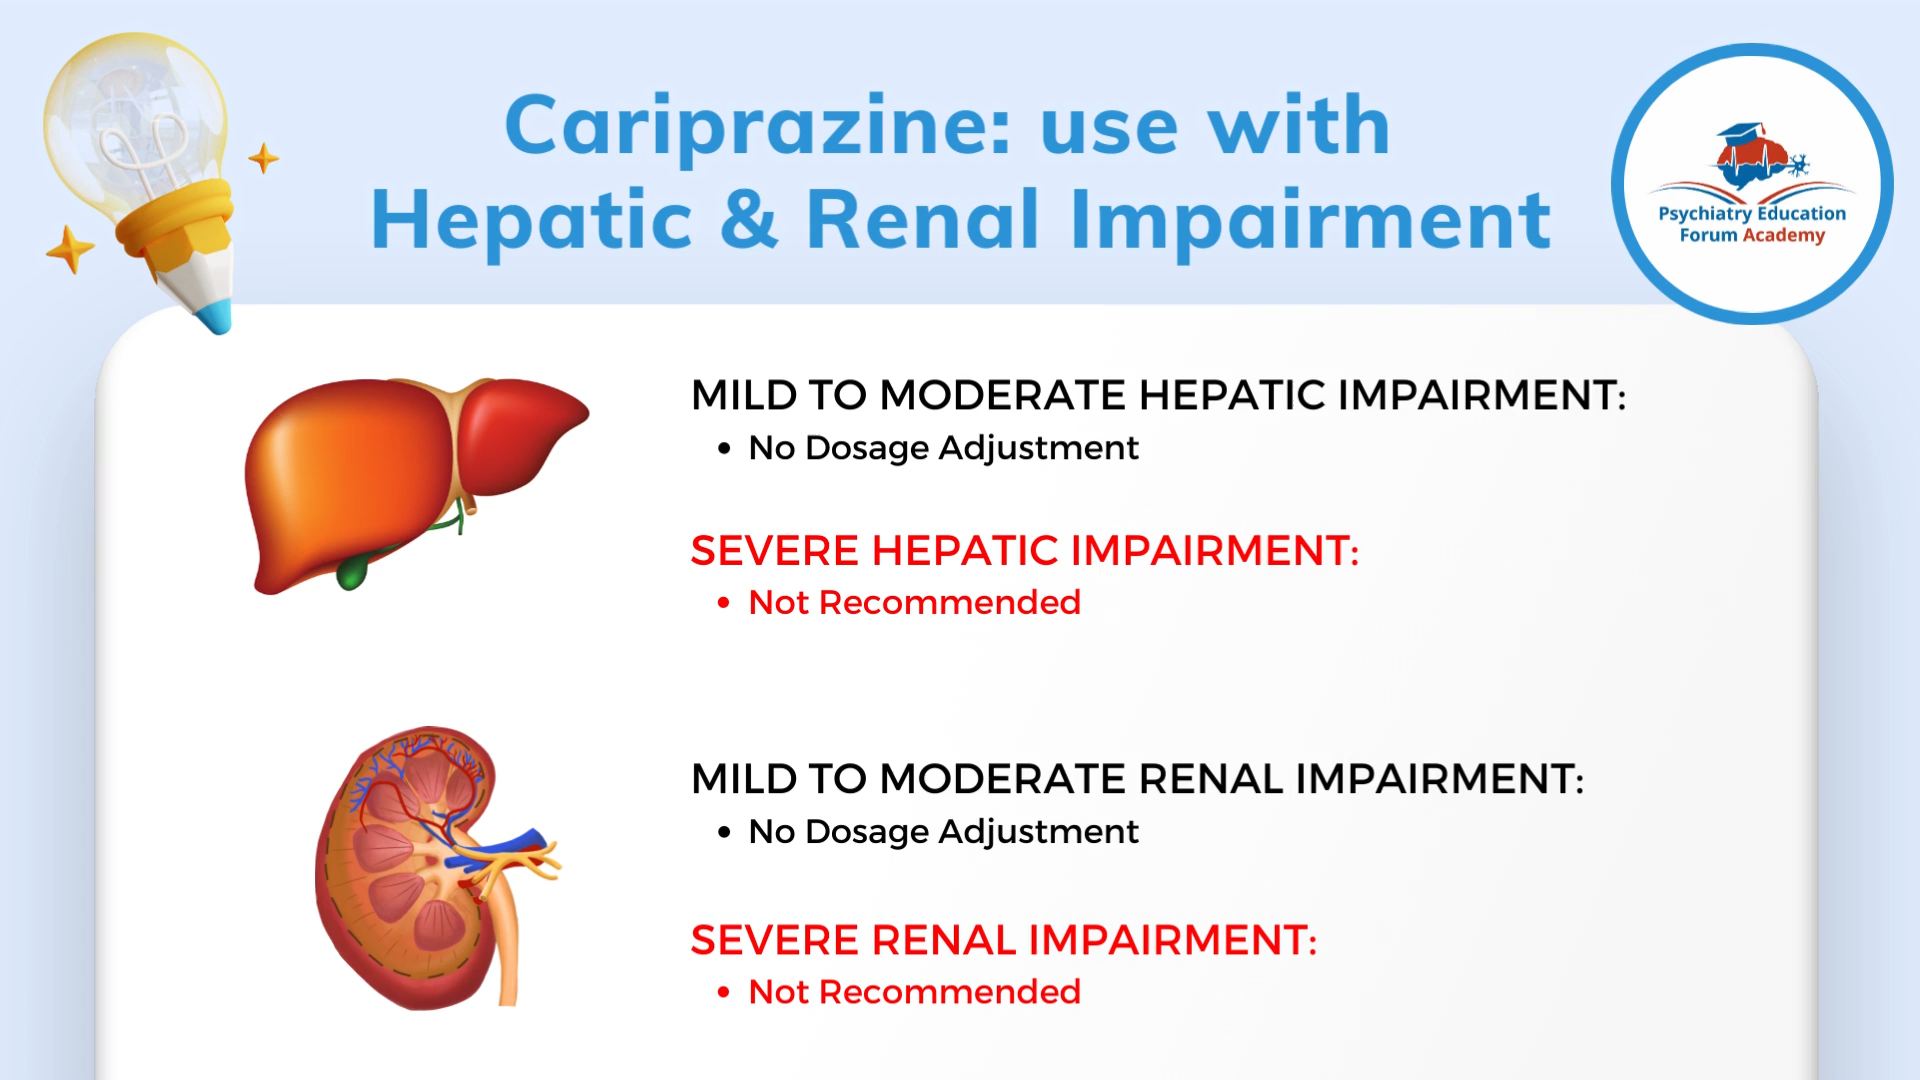 Cariprazine: use with
Hepatic & Renal Impairment
Psychiatry Education
Forum Academy
MILD TO MODERATE HEPATIC IMPAIRMENT:
• No Dosage Adjustment
SEVERE HEPATIC IMPAIRMENT:
• Not Recommended
MILD TO MODERATE RENAL IMPAIRMENT:
• No Dosage Adjustment
SEVERE RENAL IMPAIRMENT:
• Not Recommended